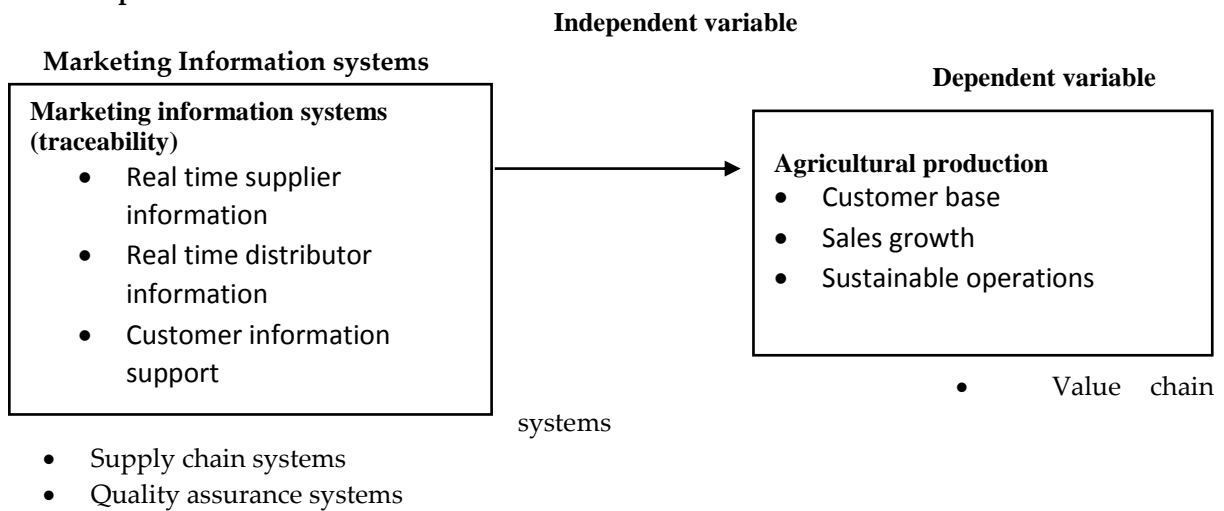 Independent variable
Marketing Information systems
Dependent variable
Marketing information systems
(traceability)
• Real time supplier
information
• Real time distributor
information
• Customer information
support
Agricultural production
• Customer base
• Sales growth
• Sustainable operations
• Value chain
systems
• Supply chain systems
• Quality assurance systems